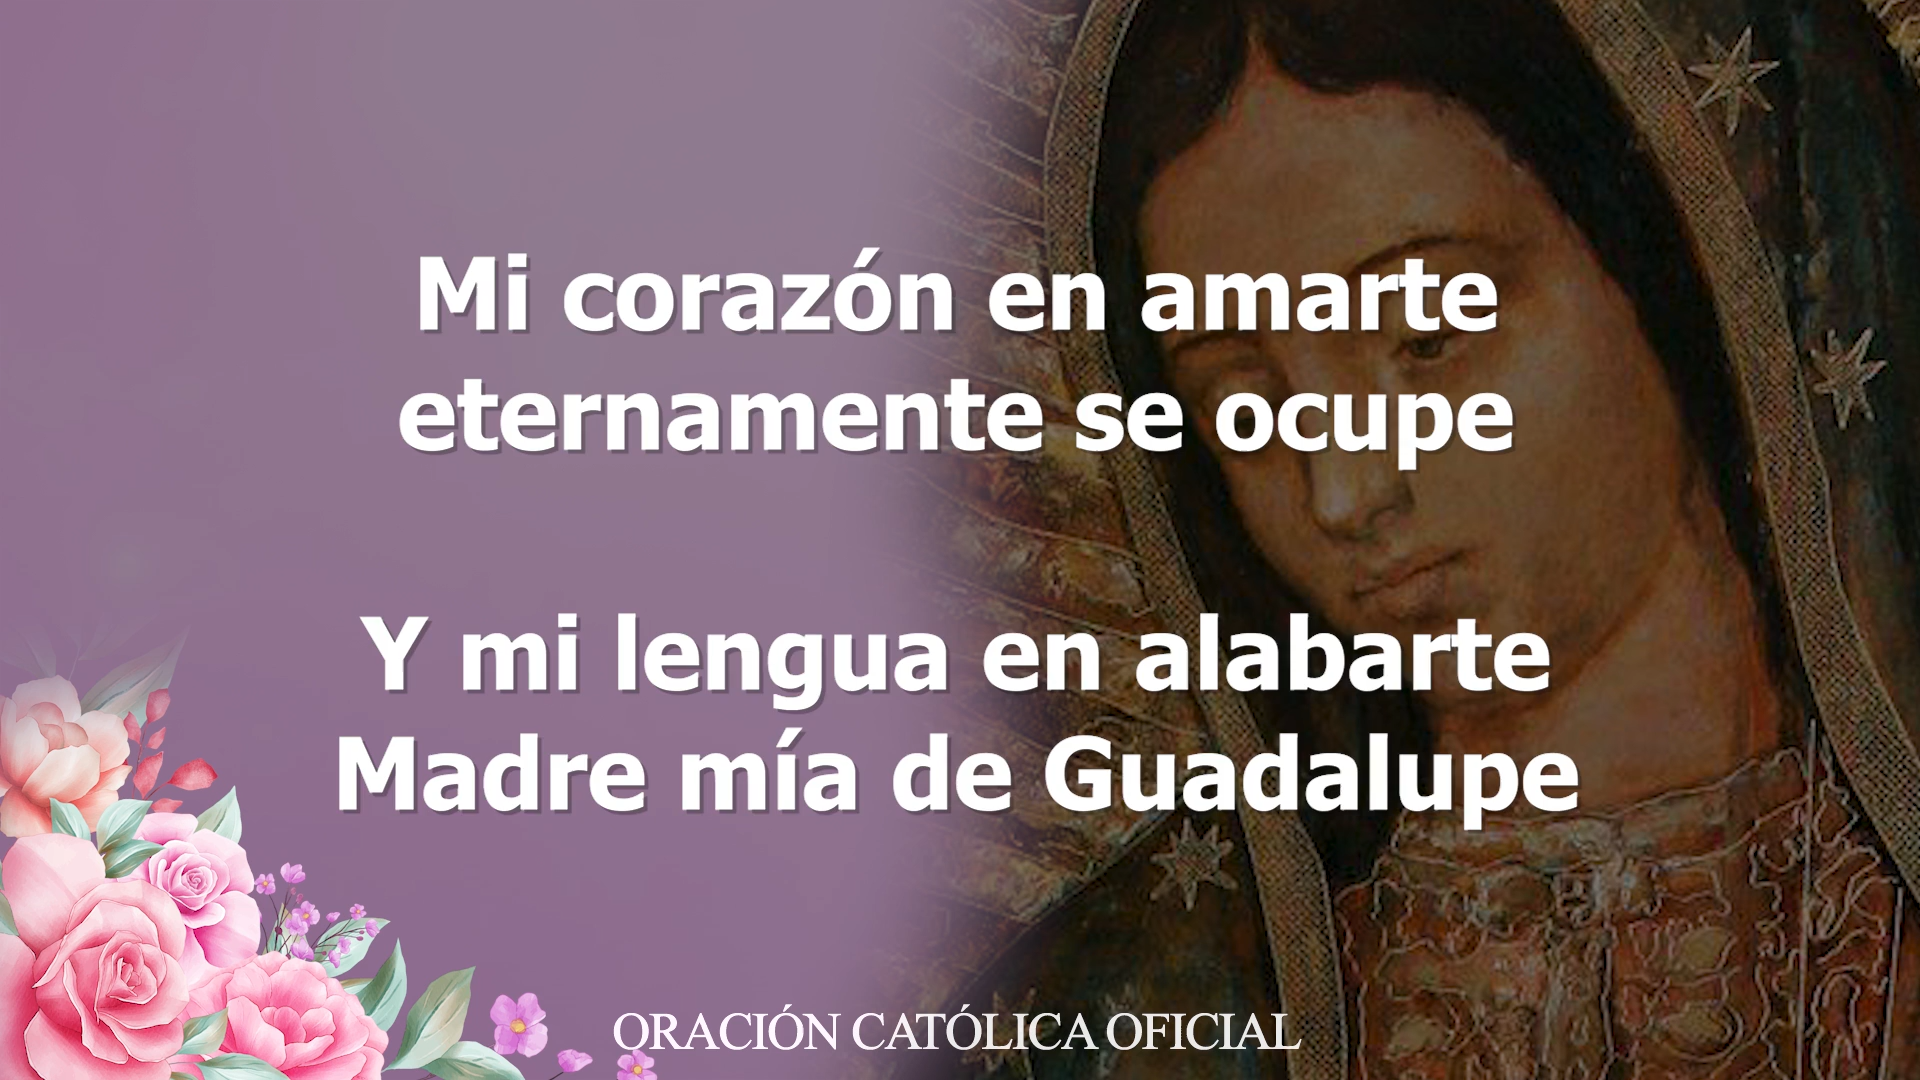 Mi corazón en amarte
eternamente se ocupe
Y mi lengua en alabarte
Madre mía de Guadalupe
ORACIÓN CATÓLICA OFICIAL